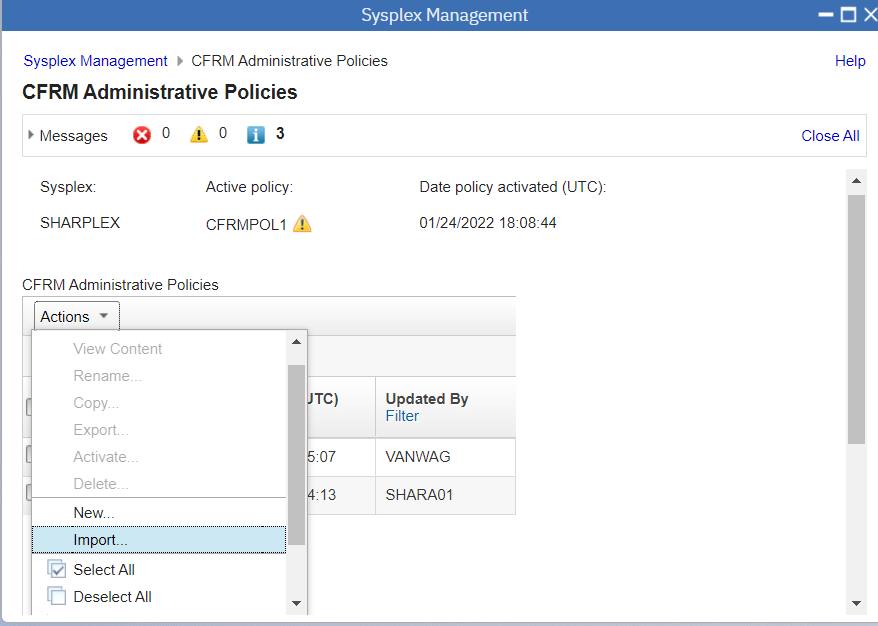 Sysplex Management
Sysplex Management CFRM Administrative Policies Help
CFRM Administrative Policies
Messages 0 0 3 Close All
Sysplex: Active policy: Date policy activated (UTC):
SHARPLEX CFRMPOL1 01/24/2022 18:08:44
CFRM Administrative Policies
Actions
View Content
Rename...
Copy...
Export...
Activate...
Delete...
New...
Import...
Select All
Deselect All
UTC) Updated By
Filter
5:07 VANWAG
4:13 SHARA01